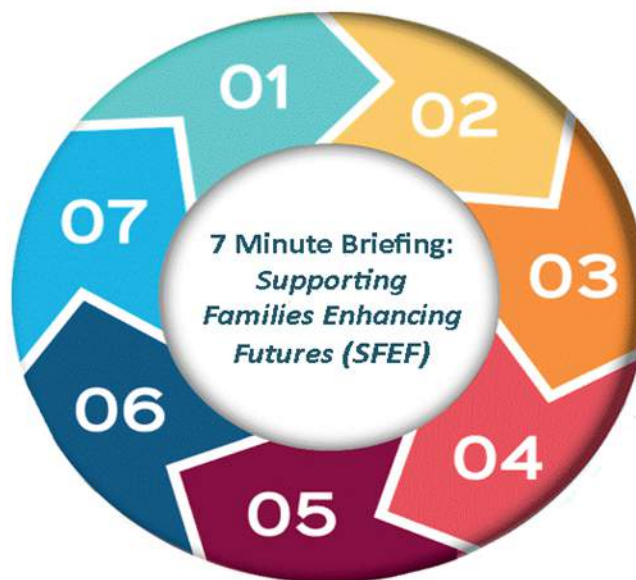 01
02
03
04
05
06
07
7 Minute Briefing:
Supporting
Families Enhancing
Futures (SFEF)